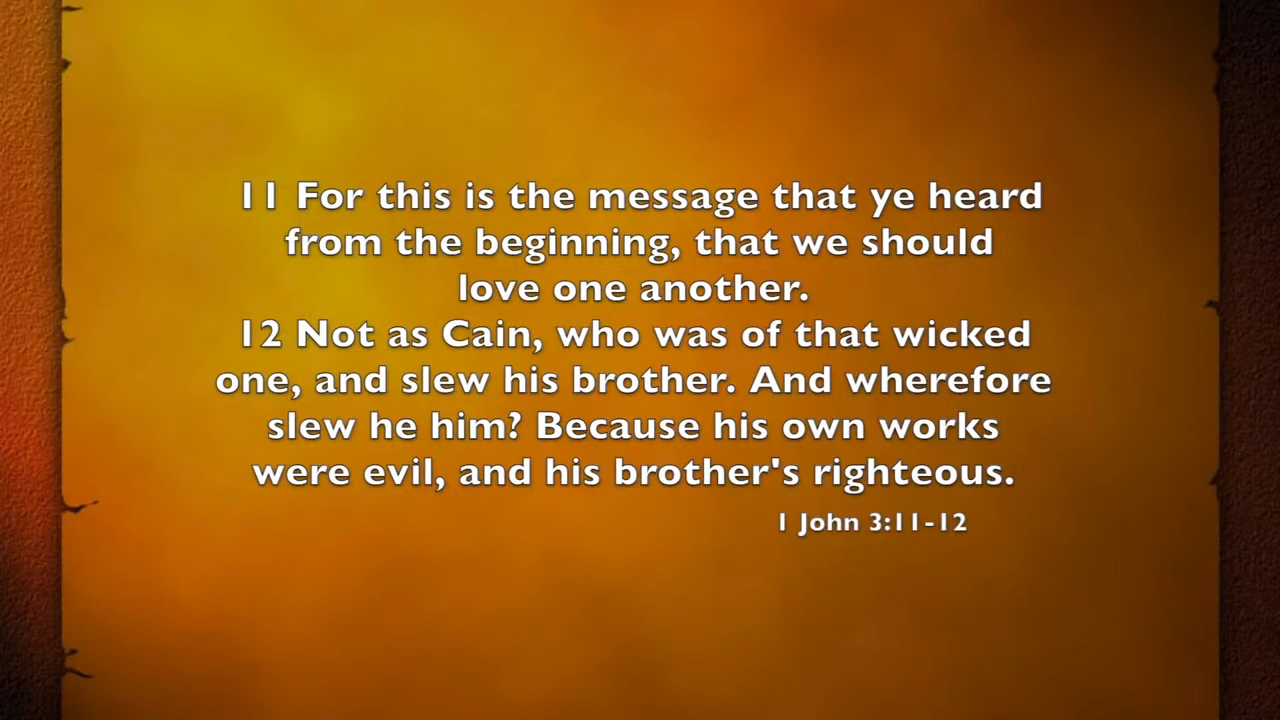 11 For this is the message that ye heard
from the beginning, that we should
love one another.
12 Not as Cain, who was of that wicked
one, and slew his brother. And wherefore
slew he him? Because his own works
were evil, and his brother's righteous.
1 John 3:11-12